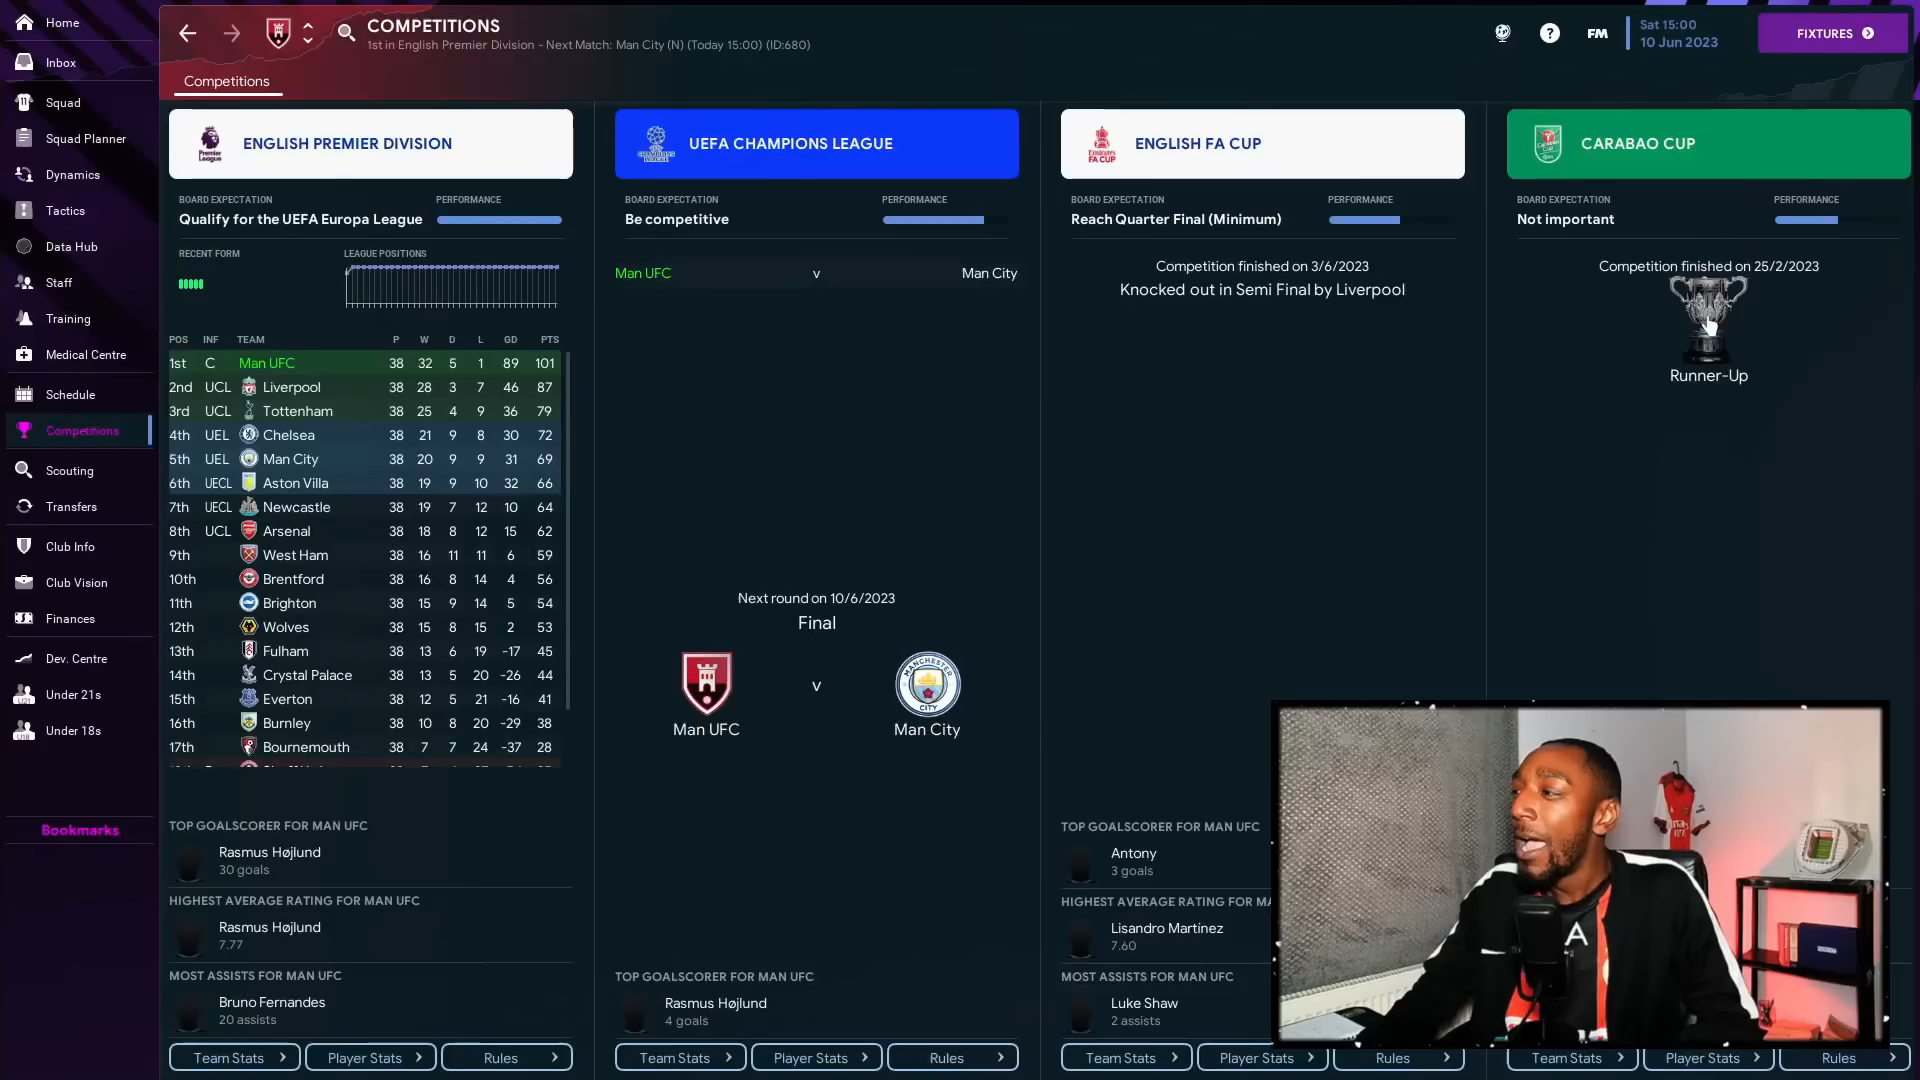 Home
Inbox
Squad
Squad Planner
Dynamics
Tactics
Data Hub
Staff
Training
Medical Centre
Schedule
Competitions
Scouting
Transfers
Club Info
Club Vision
Finances
Dev. Centre
Under 21s
Under 18s
Bookmarks
COMPETITIONS
1st in English Premier Division - Next Match: Man City (N) (Today 15:00) (ID:680)
? FM
Sat 15:00
10 Jun 2023
FIXTURES
Competitions
Premier League
ENGLISH PREMIER DIVISION
BOARD EXPECTATION PERFORMANCE
Qualify for the UEFA Europa League
RECENT FORM LEAGUE POSITIONS
POS INF TEAM P W D L GD PTS
1st C Man UFC 38 32 5 1 89 101
2nd UCL Liverpool 38 28 3 7 46 87
3rd UCL Tottenham 38 25 4 9 36 79
4th UEL Chelsea 38 21 9 8 30 72
5th UEL Man City 38 20 9 9 31 69
6th UECL Aston Villa 38 19 9 10 32 66
7th UECL Newcastle 38 19 7 12 10 64
8th UCL Arsenal 38 18 8 12 15 62
9th West Ham 38 16 11 11 6 59
10th Brentford 38 16 8 14 4 56
11th Brighton 38 15 9 14 5 54
12th Wolves 38 15 8 15 2 53
13th Fulham 38 13 6 19 -17 45
14th Crystal Palace 38 13 5 20 -26 44
15th Everton 38 12 5 21 -16 41
16th Burnley 38 10 8 20 -29 38
17th Bournemouth 38 7 7 24 -37 28
TOP GOALSCORER FOR MAN UFC
Rasmus Højlund
30 goals
HIGHEST AVERAGE RATING FOR MAN UFC
Rasmus Højlund
7.77
MOST ASSISTS FOR MAN UFC
Bruno Fernandes
20 assists
Team Stats Player Stats Rules
CHAMPIONS LEAGUE
UEFA CHAMPIONS LEAGUE
BOARD EXPECTATION PERFORMANCE
Be competitive
Man UFC v Man City
Next round on 10/6/2023
Final
v
MANCHESTER CITY
Man UFC Man City
TOP GOALSCORER FOR MAN UFC
Rasmus Højlund
4 goals
Team Stats Player Stats Rules
Emirates FA CUP
ENGLISH FA CUP
BOARD EXPECTATION PERFORMANCE
Reach Quarter Final (Minimum)
Competition finished on 3/6/2023
Knocked out in Semi Final by Liverpool
TOP GOALSCORER FOR MAN UFC
Antony
3 goals
HIGHEST AVERAGE RATING FOR MA
Lisandro Martínez
7.60
MOST ASSISTS FOR MAN UFC
Luke Shaw
2 assists
Team Stats Player Stats Rules
CARABAO CUP
BOARD EXPECTATION PERFORMANCE
Not important
Competition finished on 25/2/2023
Runner-Up
Team Stats Player Stats Rules
A